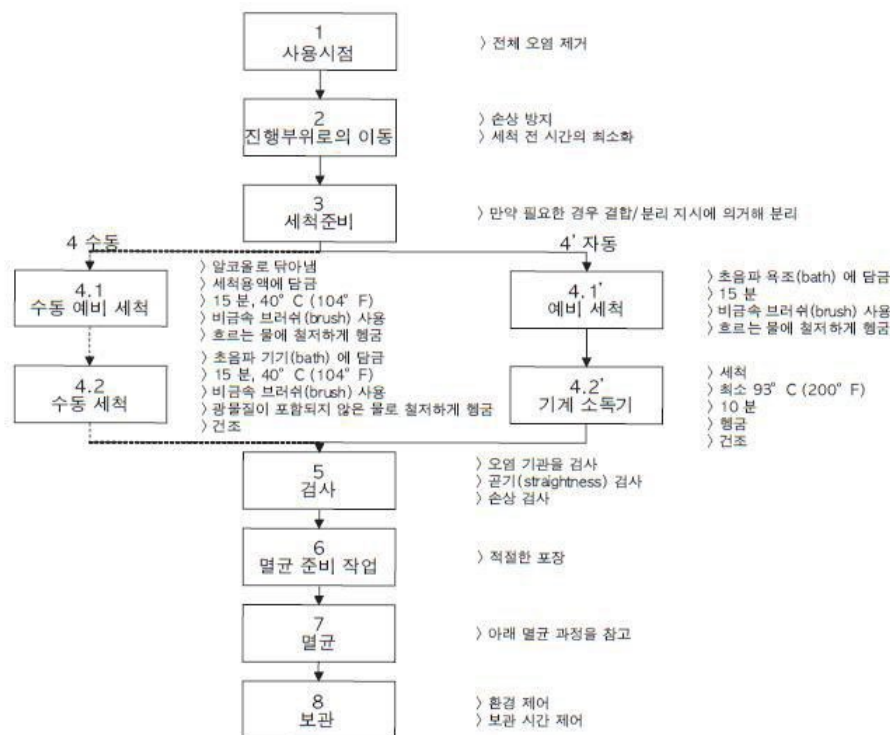 1
사용시점
〉전체 오염 제거
2
진행부위로의 이동
〉손상 방지
〉세척 전 시간의 최소화
3
세척준비
〉만약 필요한 경우 결합/분리 지시에 의거해 분리
4 수동
4' 자동
4.1
수동 예비 세척
〉알코올로 닦아냄
〉세척용액에 담금
〉15 분, 40° C (104° F)
〉비금속 브러쉬(brush) 사용
〉흐르는 물에 철저하게 헹굼
4.1'
예비 세척
〉초음파 욕조(bath) 에 담금
〉15 분
〉비금속 브러쉬(brush) 사용
〉흐르는 물에 철저하게 헹굼
4.2
수동 세척
〉초음파 기기(bath) 에 담금
〉15 분, 40° C (104° F)
〉비금속 브러쉬(brush) 사용
〉광물질이 포함되지 않은 물로 철저하게 헹굼
〉건조
4.2'
기계 소독기
〉세척
〉최소 93° C (200° F)
〉10 분
〉헹굼
〉건조
5
검사
〉오염 기관을 검사
〉곧기(straightness) 검사
〉손상 검사
6
멸균 준비 작업
〉적절한 포장
7
멸균
〉아래 멸균 과정을 참고
8
보관
〉환경 제어
〉보관 시간 제어